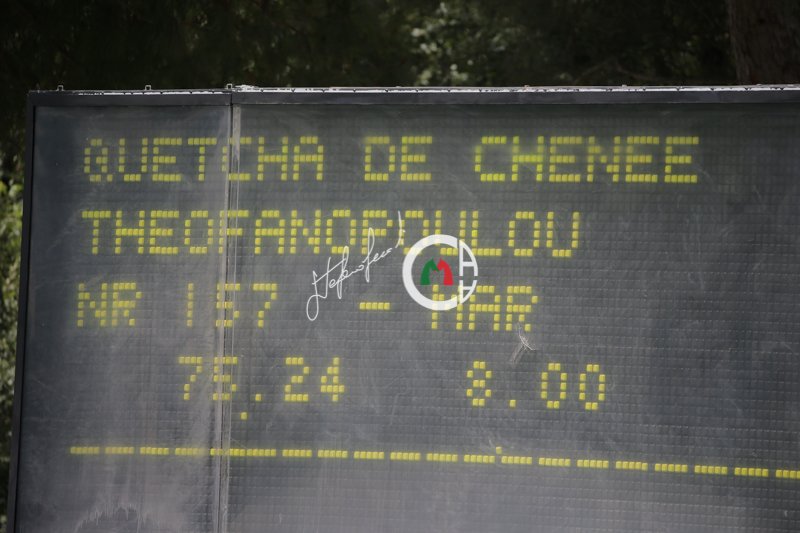 QUETCHA DE CHENEE
THEOFANOPOULOU
NR 157 - MAR
75.24 8.00